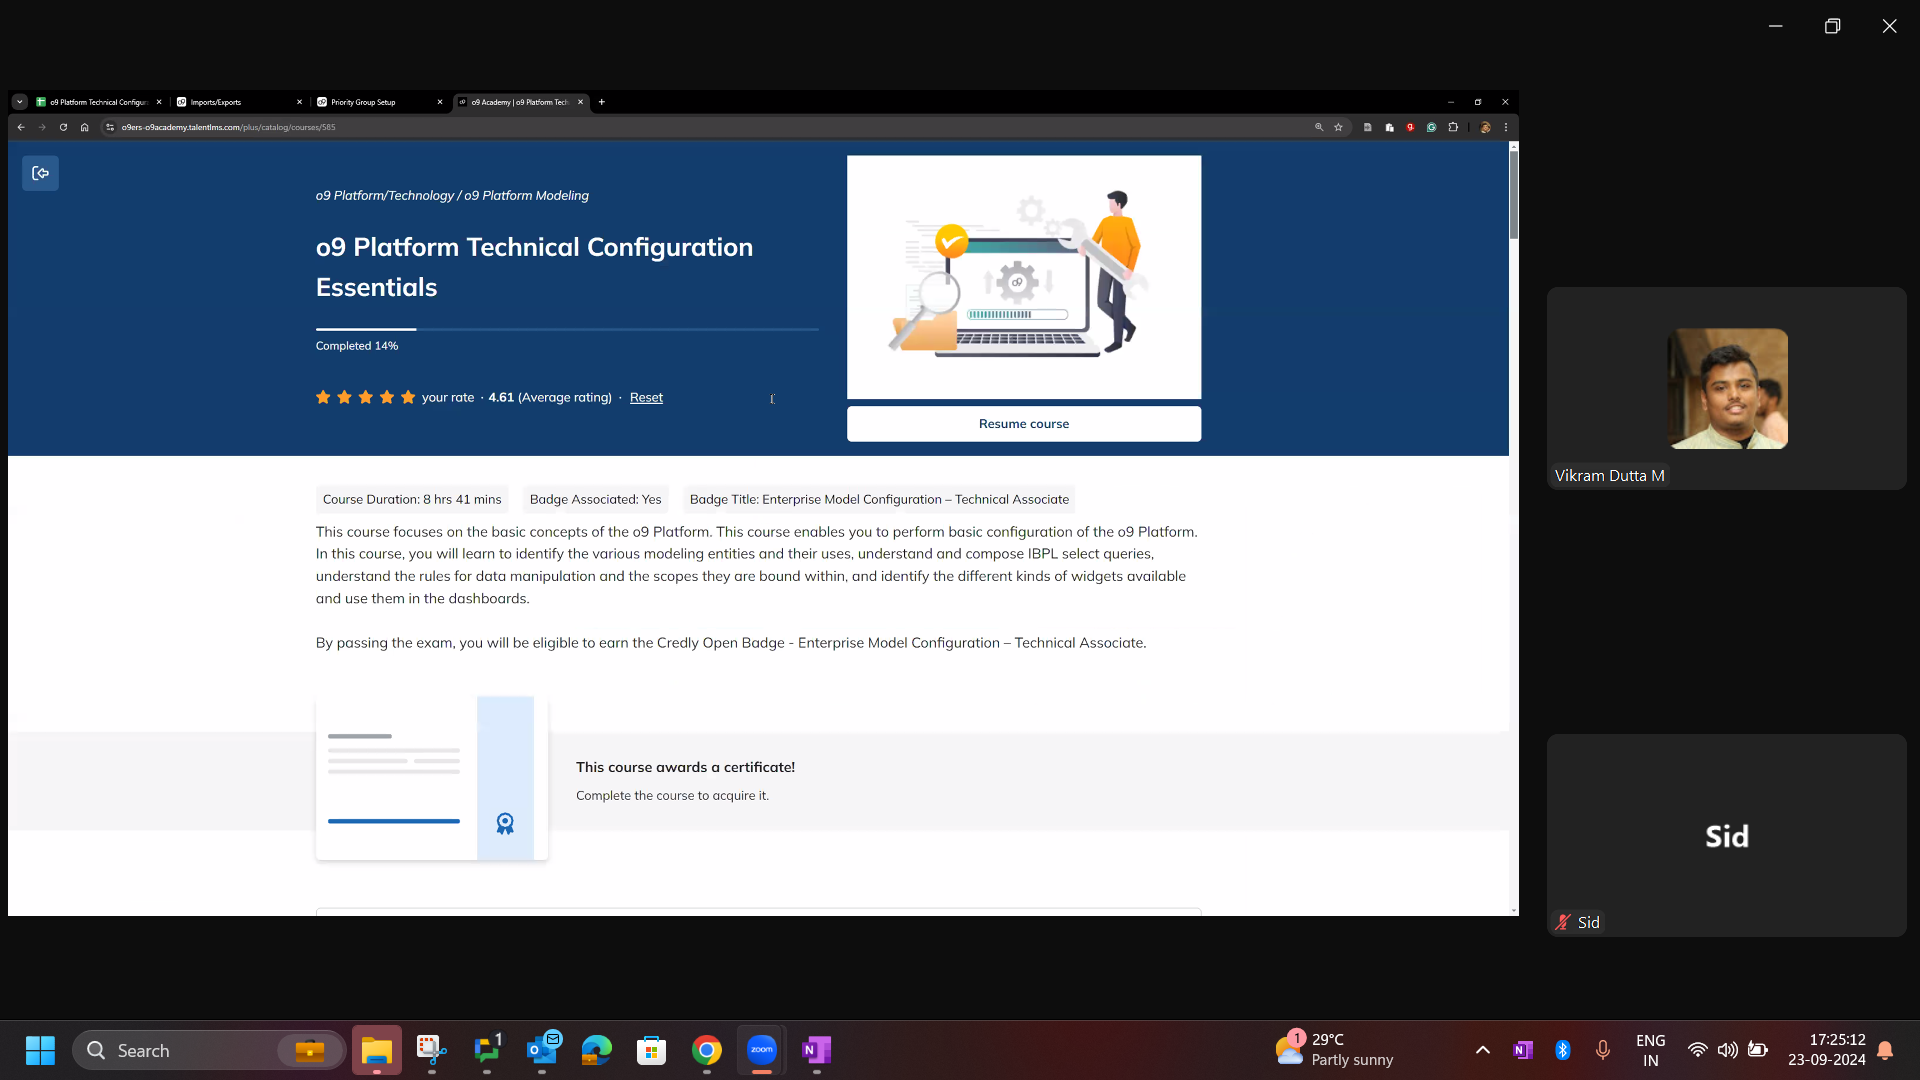 o9 Platform Technical Configur
Imports/Exports
Priority Group Setup
o9 Academy | o9 Platform Tech
o9ers-o9academy.talentlms.com/plus/catalog/courses/585
o9 Platform/Technology / o9 Platform Modeling
o9 Platform Technical Configuration
Essentials
Completed 14%
your rate · 4.61 (Average rating) · Reset
Resume course
Course Duration: 8 hrs 41 mins
Badge Associated: Yes
Badge Title: Enterprise Model Configuration – Technical Associate
This course focuses on the basic concepts of the o9 Platform. This course enables you to perform basic configuration of the o9 Platform.
In this course, you will learn to identify the various modeling entities and their uses, understand and compose IBPL select queries,
understand the rules for data manipulation and the scopes they are bound within, and identify the different kinds of widgets available
and use them in the dashboards.
By passing the exam, you will be eligible to earn the Credly Open Badge - Enterprise Model Configuration – Technical Associate.
This course awards a certificate!
Complete the course to acquire it.
Vikram Dutta M
Sid
Sid
Search
1
zoom
N
1
29°C
Partly sunny
N
ENG
IN
17:25:12
23-09-2024